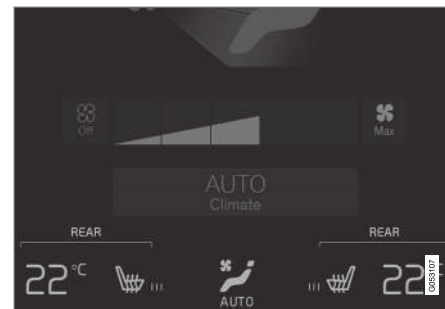 Off
Max
AUTO
Climate
REAR REAR
22°C 22°
AUTO
G053107